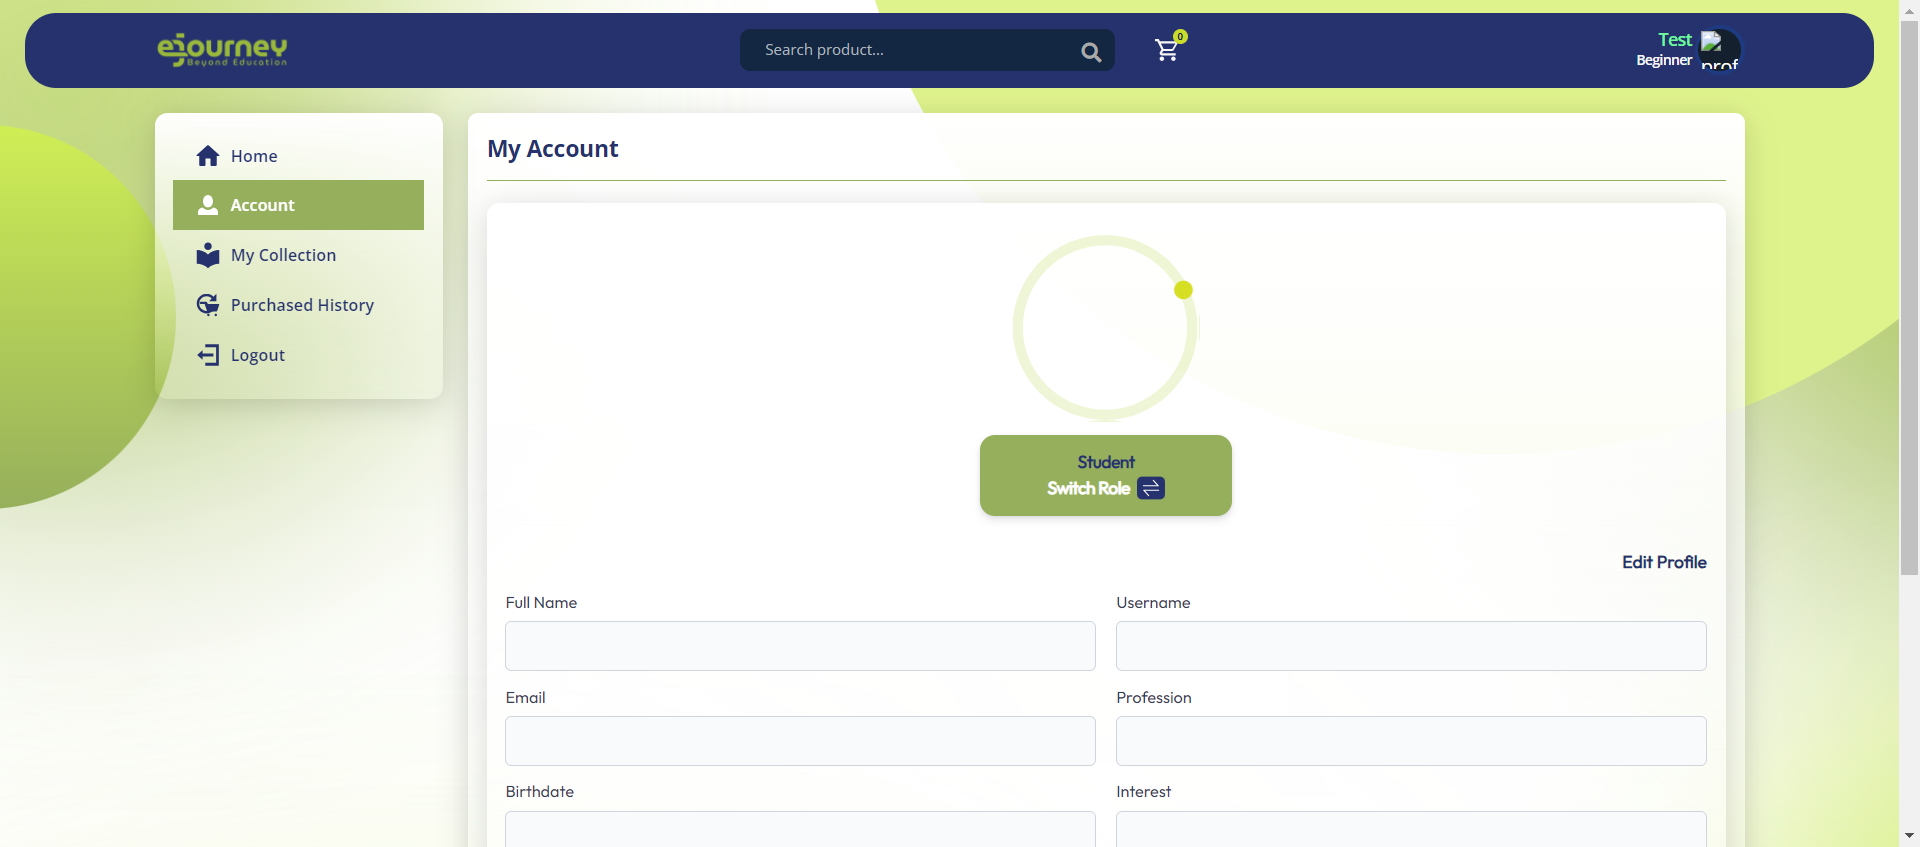 ejourney
Beyond Education
Search product...
0
Test
Beginner
prof
Home
Account
My Collection
Purchased History
Logout
My Account
Student
Switch Role
Edit Profile
Full Name
Username
Email
Profession
Birthdate
Interest